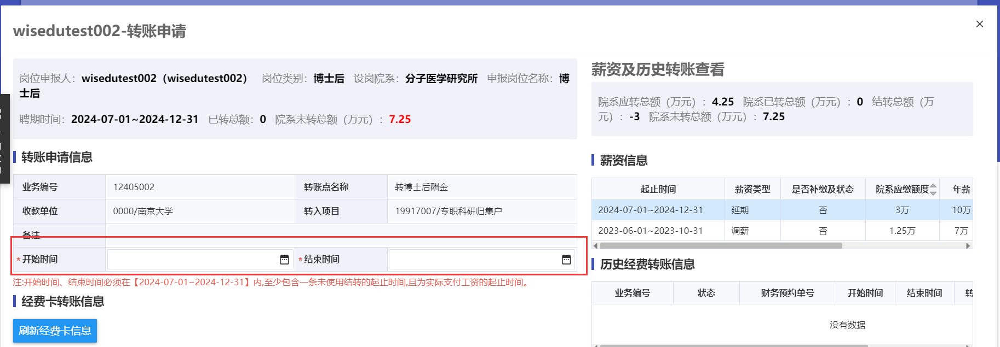 wisedutest002-转账申请
岗位申报人：wisedutest002（wisedutest002） 岗位类别：博士后 设岗院系：分子医学研究所 申报岗位名称：博
士后
聘期时间：2024-07-01~2024-12-31 已转总额：0 院系未转总额（万元）：7.25
转账申请信息
业务编号 12405002 转账点名称 转博士后酬金
收款单位 0000/南京大学 转入项目 19917007/专职科研归集户
备注
*开始时间 *结束时间
注:开始时间、结束时间必须在【2024-07-01~2024-12-31】内,至少包含一条未使用结转的起止时间,且为实际支付工资的起止时间。
经费卡转账信息
刷新经费卡信息
薪资及历史转账查看
院系应转总额（万元）：4.25 院系已转总额（万元）：0 结转总额（万
元）：-3 院系未转总额（万元）：7.25
薪资信息
起止时间 薪资类型 是否补缴及状态 院系应缴额度 年薪
2024-07-01~2024-12-31 延期 否 3万 10万
2023-06-01~2023-10-31 调薪 否 1.25万 7万
历史经费转账信息
业务编号 状态 财务预约单号 开始时间 结束时间 转
没有数据